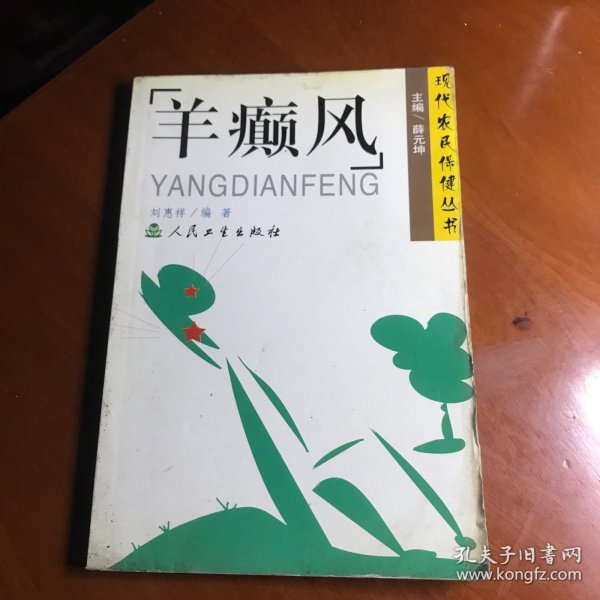 「羊癫风」
YANGDIANFENG
刘惠祥/编著
人民卫生出版社
主编/薛元坤
现代农民保健丛书
孔夫子旧书网
www.kongfz.com